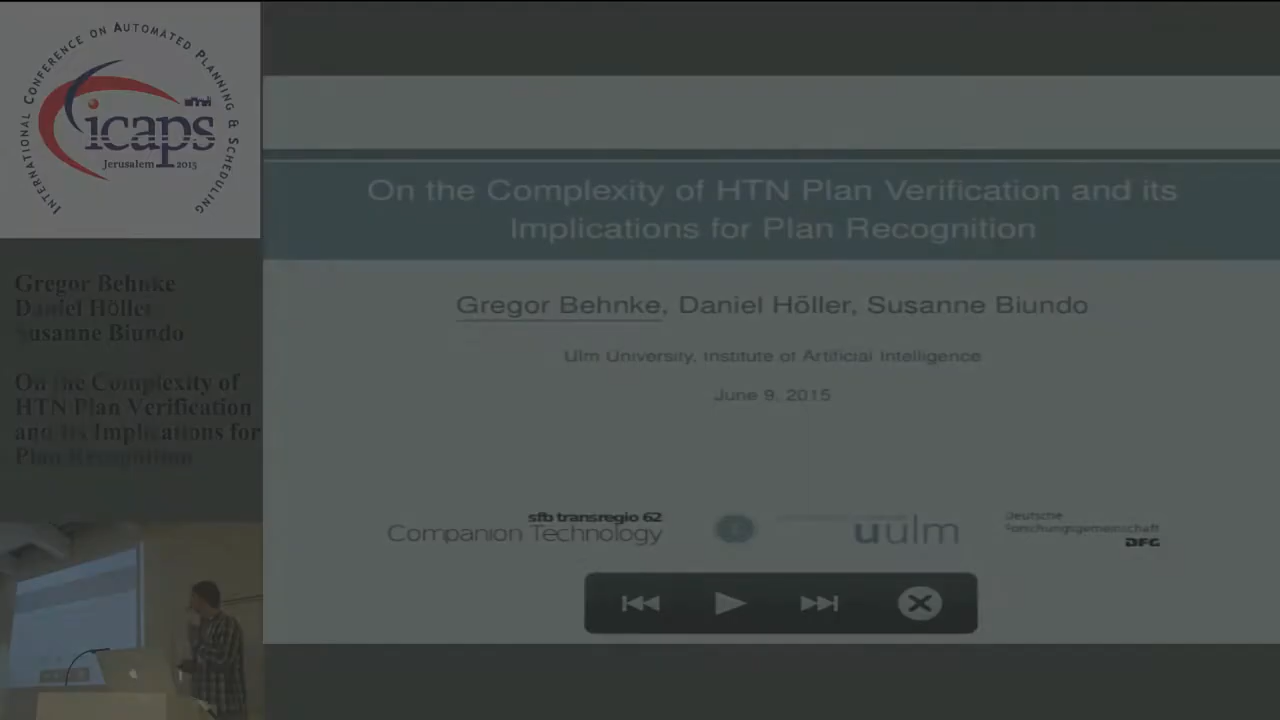 INTERNATIONAL CONFERENCE ON AUTOMATED PLANNING & SCHEDULING
icaps
Jerusalem 2015
Gregor Behnke
Daniel Höller
Susanne Biundo
On the Complexity of
HTN Plan Verification
and its Implications for
Plan Recognition
On the Complexity of HTN Plan Verification and its
Implications for Plan Recognition
Gregor Behnke, Daniel Höller, Susanne Biundo
Ulm University, Institute of Artificial Intelligence
June 9, 2015
sfb transregio 62
Companion Technology
uulm
Deutsche
Forschungsgemeinschaft
DFG